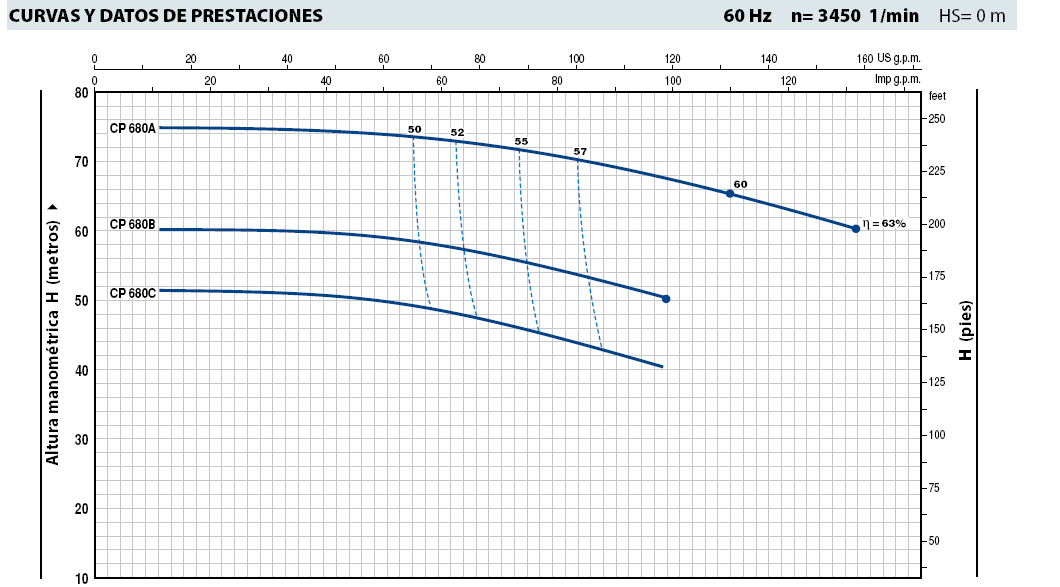 CURVAS Y DATOS DE PRESTACIONES 60 Hz n= 3450 1/min HS= 0 m
0 20 40 60 80 100 120 140 160 US g.p.m.
0 20 40 60 80 100 120 Imp g.p.m.
feet
80
70
60
50
40
30
20
10
Altura manométrica H (metros)
CP 680A
CP 680B
CP 680C
50
52
55
57
60
η = 63%
250
225
200
175
150
125
100
75
50
H (pies)